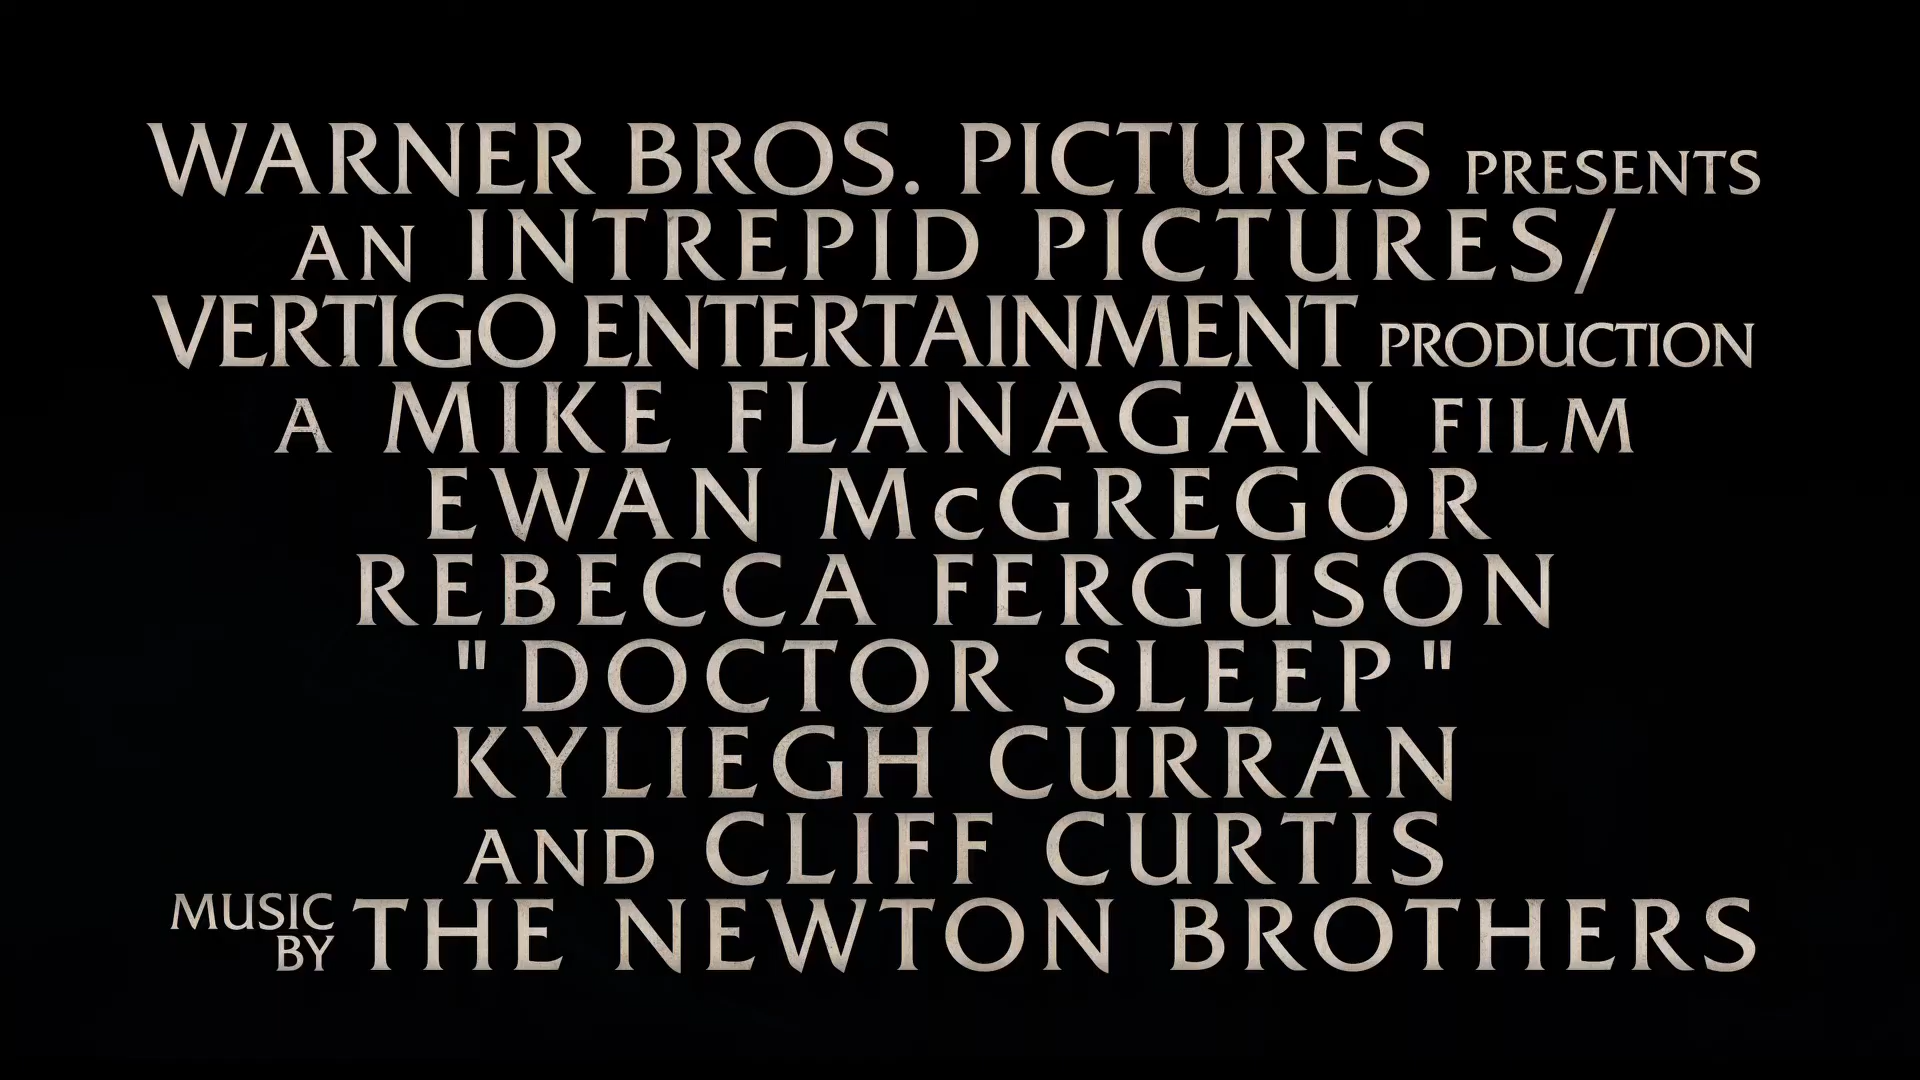 WARNER BROS. PICTURES PRESENTS
AN INTREPID PICTURES/
VERTIGO ENTERTAINMENT PRODUCTION
A MIKE FLANAGAN FILM
EWAN McGREGOR
REBECCA FERGUSON
"DOCTOR SLEEP"
KYLIEGH CURRAN
AND CLIFF CURTIS
MUSIC BY THE NEWTON BROTHERS